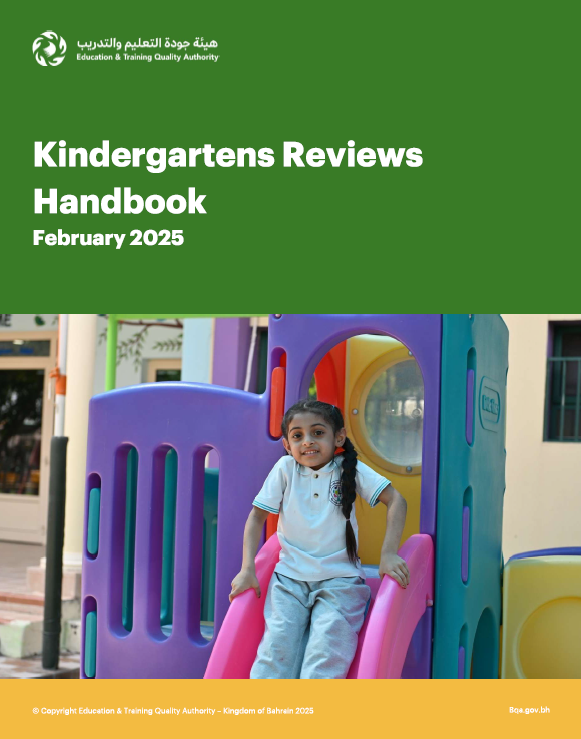 هيئة جودة التعليم والتدريب
Education & Training Quality Authority
Kindergartens Reviews
Handbook
February 2025
© Copyright Education & Training Quality Authority – Kingdom of Bahrain 2025
Bqa.gov.bh